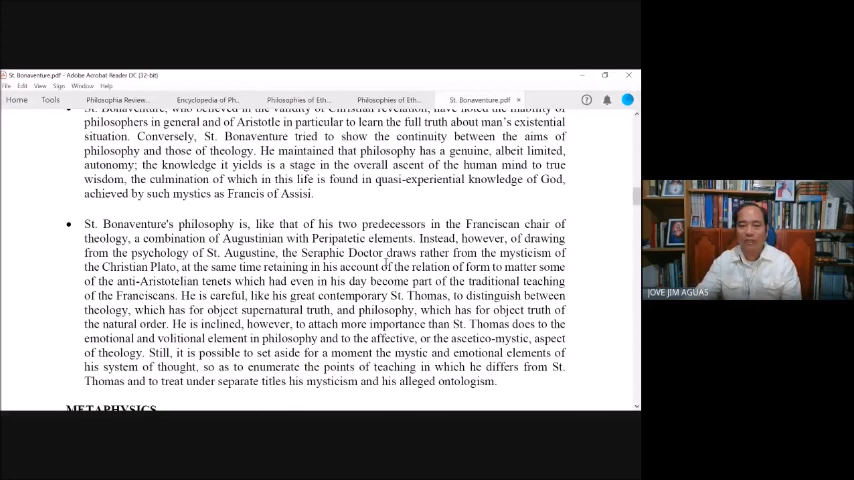 St. Bonaventure.pdf - Adobe Acrobat Reader DC (32-bit)
File Edit View Sign Window Help
Home Tools Philosophia Review... Encyclopedia of Ph... Philosophies of Eth... Philosophies of Eth... St. Bonaventure.pdf ×
St. Bonaventure, who believed in the validity of Christian revelation, have noted the inability of
philosophers in general and of Aristotle in particular to learn the full truth about man's existential
situation. Conversely, St. Bonaventure tried to show the continuity between the aims of
philosophy and those of theology. He maintained that philosophy has a genuine, albeit limited,
autonomy; the knowledge it yields is a stage in the overall ascent of the human mind to true
wisdom, the culmination of which in this life is found in quasi-experiential knowledge of God,
achieved by such mystics as Francis of Assisi.
• St. Bonaventure's philosophy is, like that of his two predecessors in the Franciscan chair of
theology, a combination of Augustinian with Peripatetic elements. Instead, however, of drawing
from the psychology of St. Augustine, the Seraphic Doctor draws rather from the mysticism of
the Christian Plato, at the same time retaining in his account of the relation of form to matter some
of the anti-Aristotelian tenets which had even in his day become part of the traditional teaching
of the Franciscans. He is careful, like his great contemporary St. Thomas, to distinguish between
theology, which has for object supernatural truth, and philosophy, which has for object truth of
the natural order. He is inclined, however, to attach more importance than St. Thomas does to the
emotional and volitional element in philosophy and to the affective, or the ascetico-mystic, aspect
of theology. Still, it is possible to set aside for a moment the mystic and emotional elements of
his system of thought, so as to enumerate the points of teaching in which he differs from St.
Thomas and to treat under separate titles his mysticism and his alleged ontologism.
METAPHYSICS
JOVE JIM AGUAS